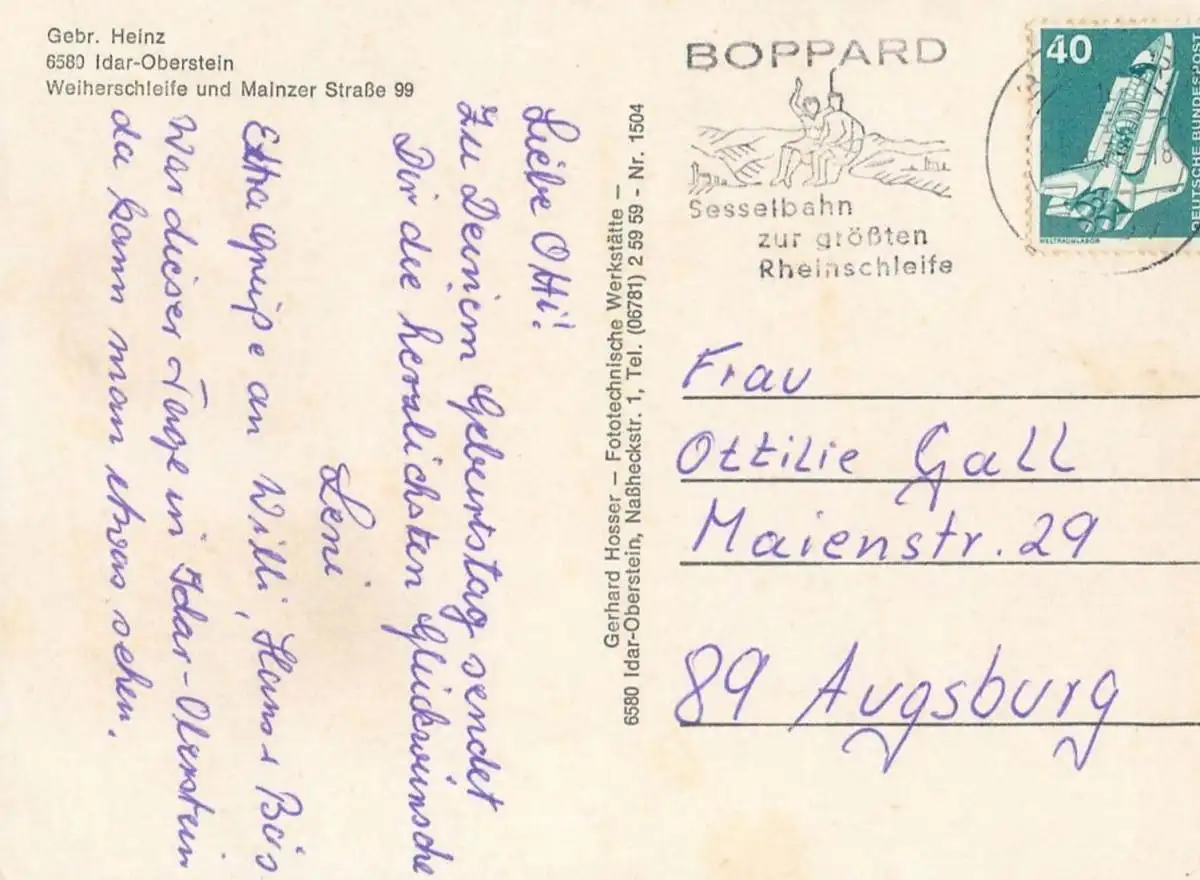 Gebr. Heinz
6580 Idar-Oberstein
Weiherschleife und Mainzer Straße 99
Liebe Otti!
Zu Deinem Geburtstag sendet
Dir die herzlichsten Glückwünsche
Leni
Extra Grüße an Willi, Hans
War dieser Tage in Idar-Oberstein
da kann man etwas sehen.
Gerhard Hosser – Fototechnische Werkstätte –
6580 Idar-Oberstein, Naßheckstr. 1, Tel. (06781) 2 59 59 - Nr. 1504
BOPPARD
Sesselbahn
zur größten
Rheinschleife
40
DEUTSCHE BUNDESPOST
WELTRAUMLABOR
Frau
Ottilie Gall
Maienstr. 29
89 Augsburg